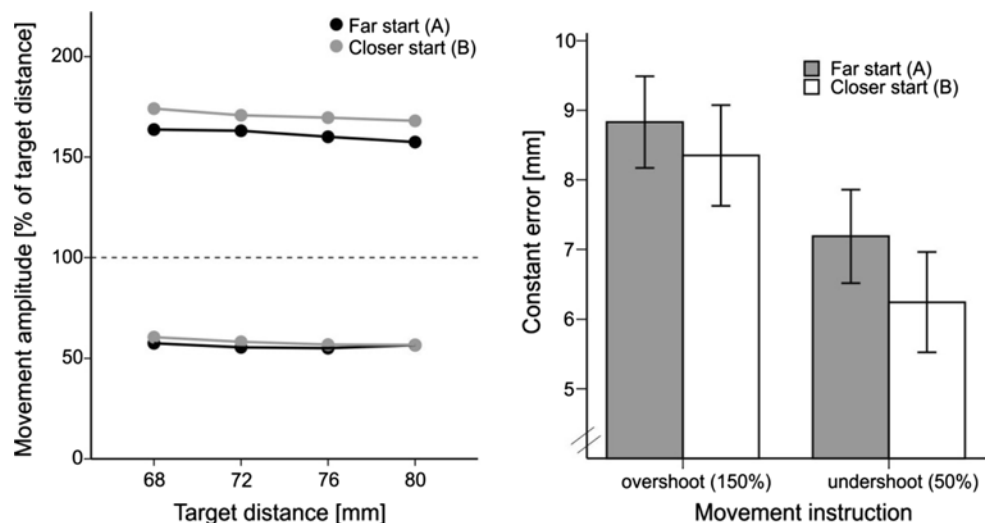 Movement amplitude [% of target distance]
200
150
100
50
0
Far start (A)
Closer start (B)
68 72 76 80
Target distance [mm]
Constant error [mm]
10
9
8
7
6
5
Far start (A)
Closer start (B)
overshoot (150%) undershoot (50%)
Movement instruction